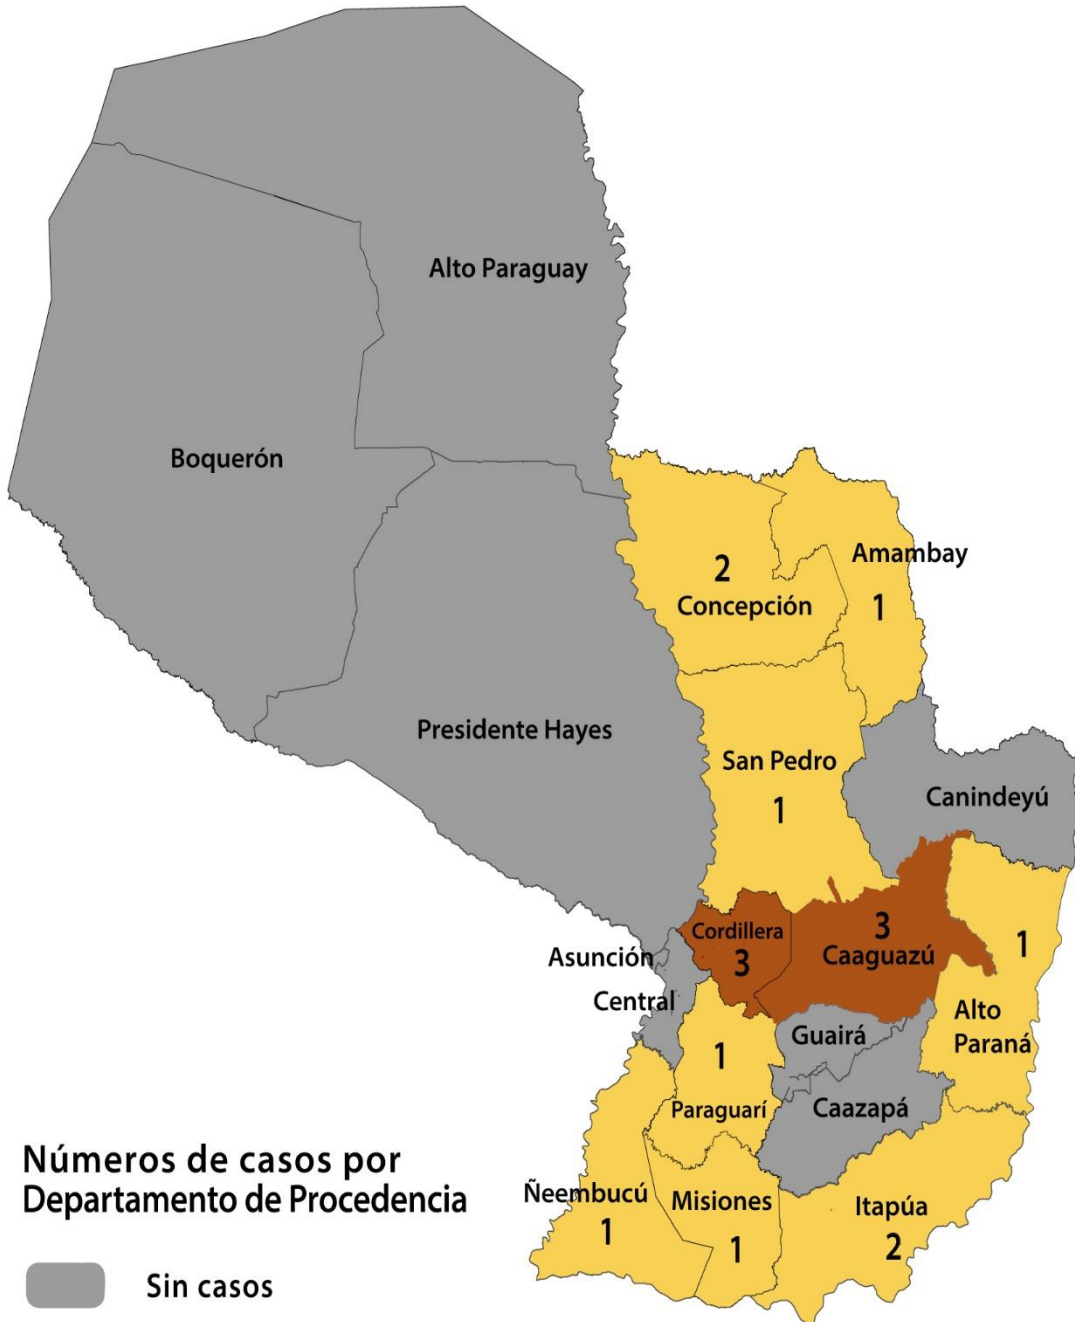 Alto Paraguay
Boquerón
2
Concepción
Amambay
1
Presidente Hayes
San Pedro
1
Canindeyú
Cordillera
3
3
Caaguazú
1
Alto
Paraná
Asunción
Central
Guairá
1
Paraguarí
Caazapá
Ñeembucú
1
Misiones
1
Itapúa
2
Números de casos por
Departamento de Procedencia
Sin casos